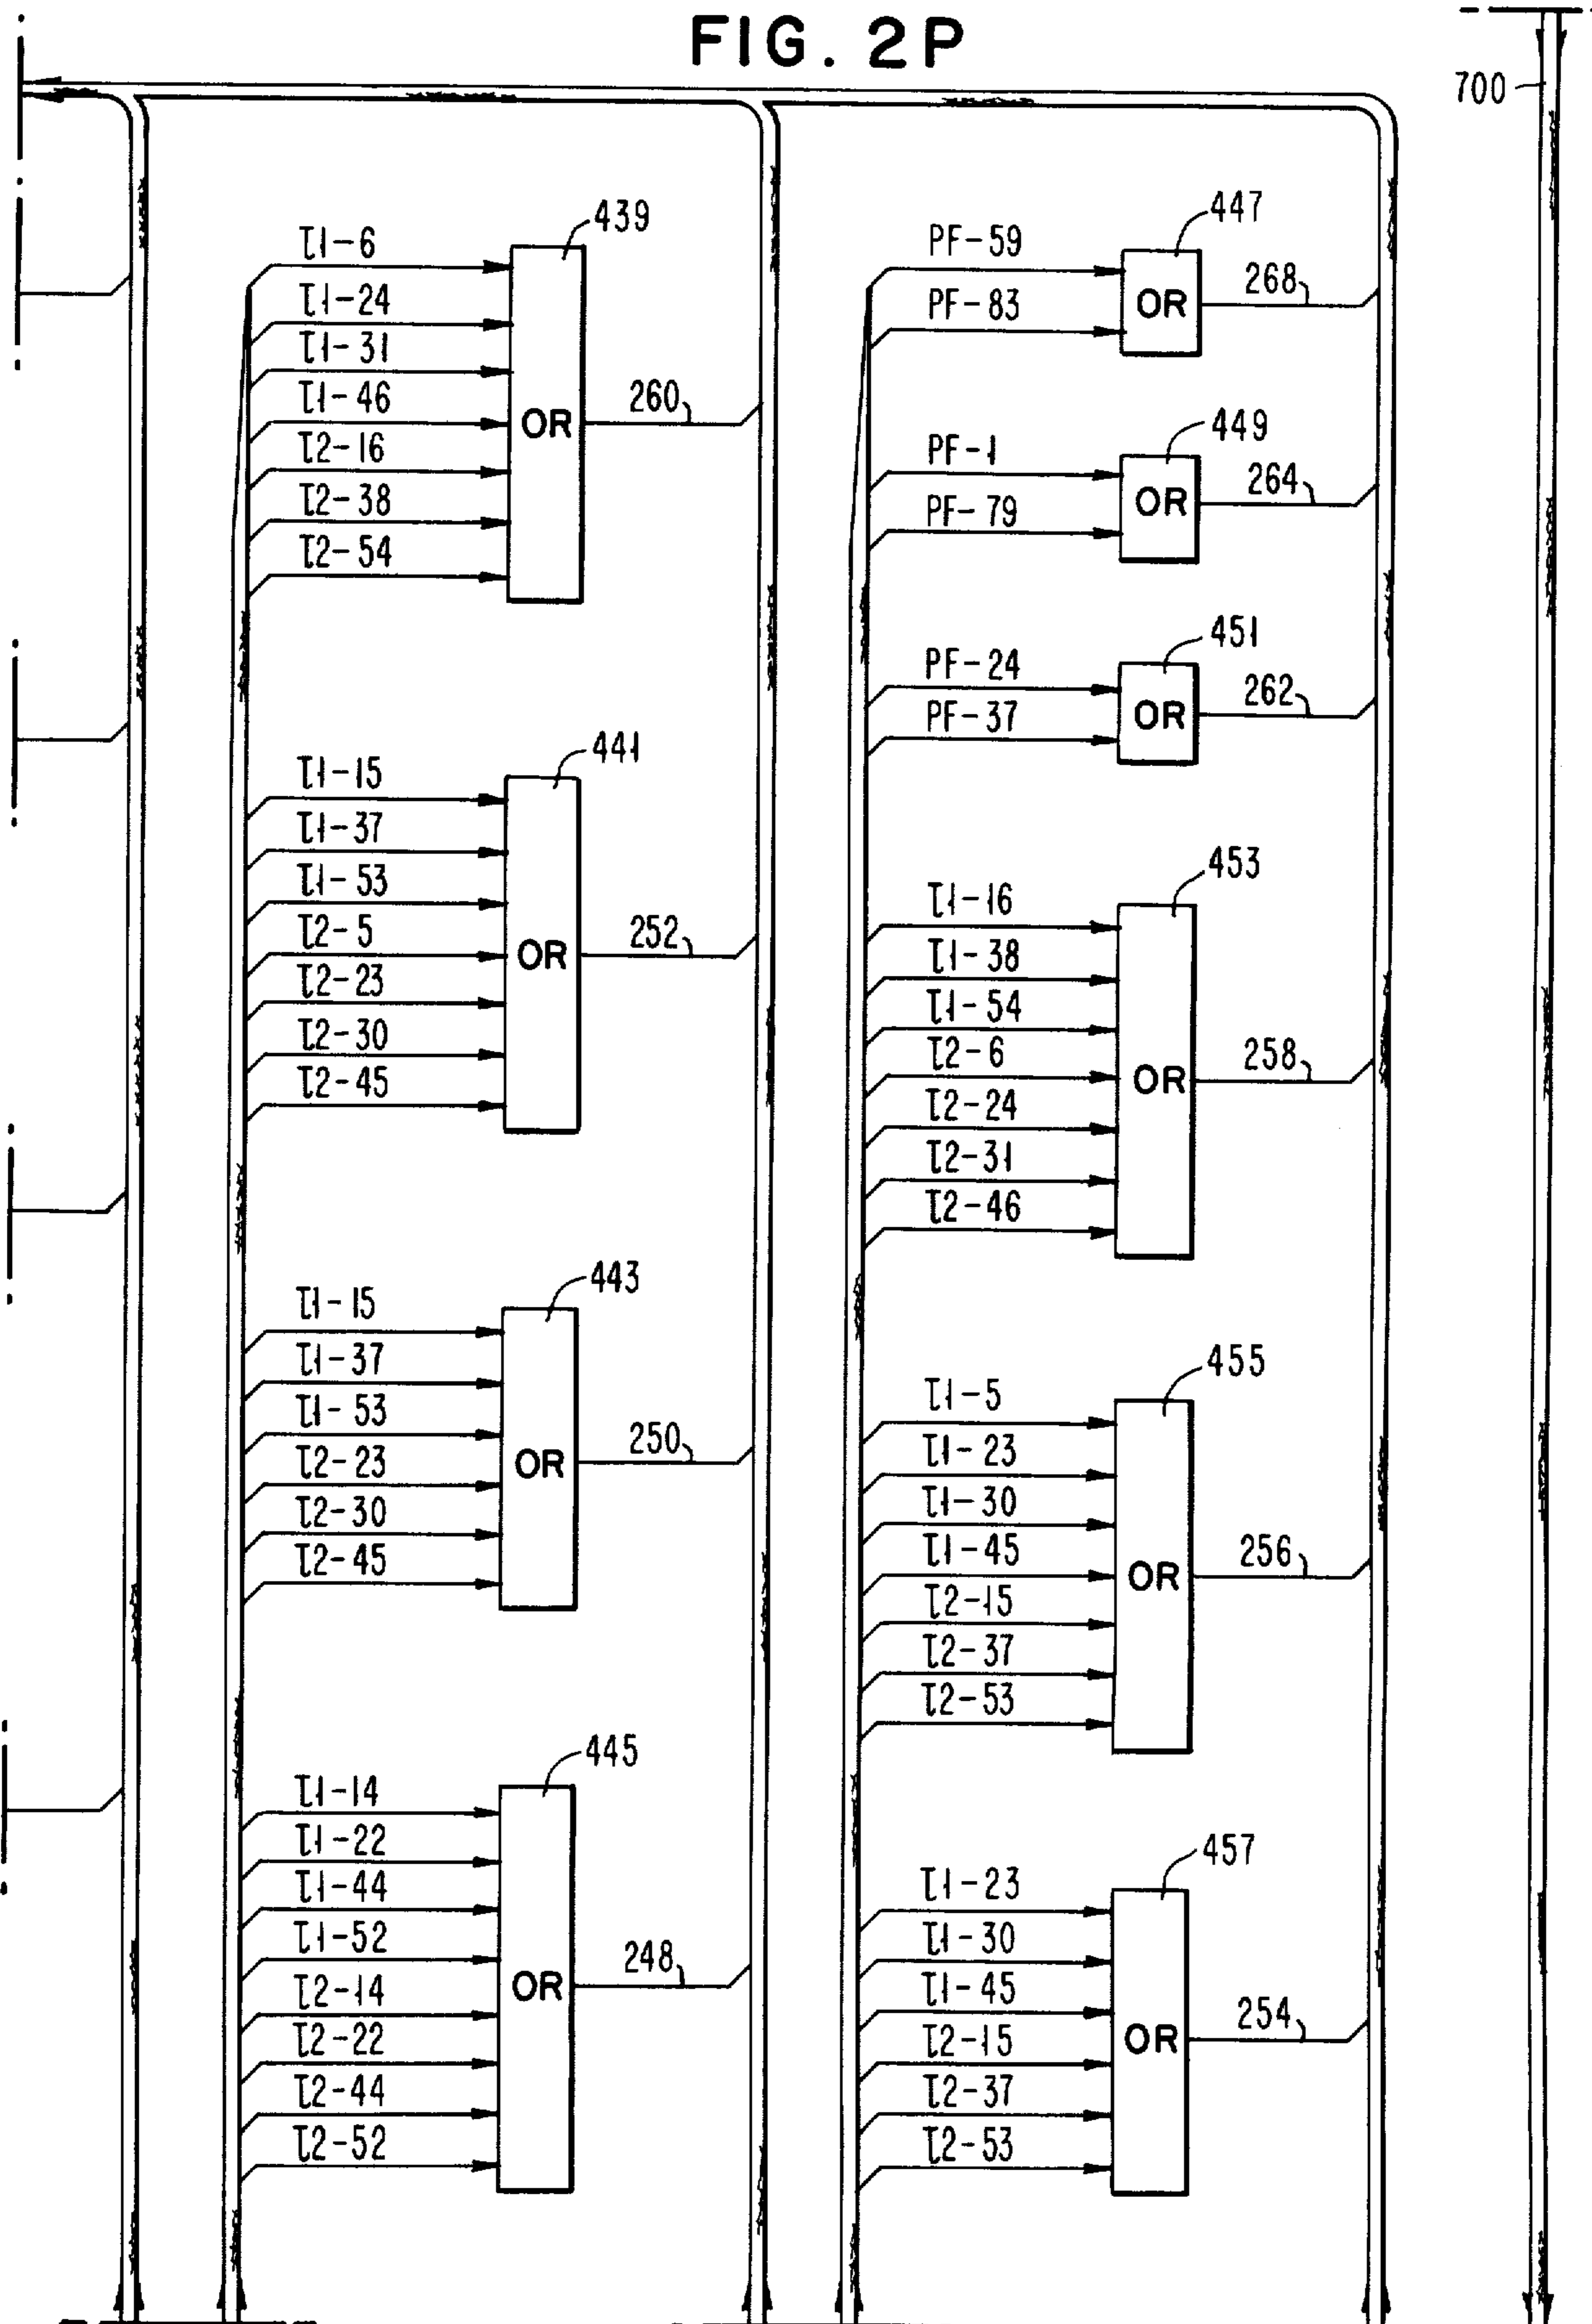 FIG. 2P
700
439
T1-6
T1-24
T1-31
T1-46
T2-16
T2-38
T2-54
OR
260
441
T1-15
T1-37
T1-53
T2-5
T2-23
T2-30
T2-45
OR
252
443
T1-15
T1-37
T1-53
T2-23
T2-30
T2-45
OR
250
445
T1-14
T1-22
T1-44
T1-52
T2-14
T2-22
T2-44
T2-52
OR
248
447
PF-59
PF-83
OR
268
449
PF-1
PF-79
OR
264
451
PF-24
PF-37
OR
262
453
T1-16
T1-38
T1-54
T2-6
T2-24
T2-31
T2-46
OR
258
455
T1-5
T1-23
T1-30
T1-45
T2-15
T2-37
T2-53
OR
256
457
T1-23
T1-30
T1-45
T2-15
T2-37
T2-53
OR
254